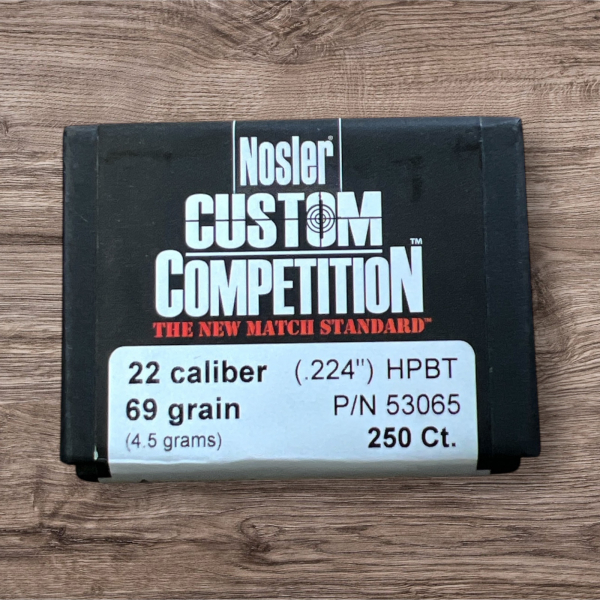 Nosler®
CUSTOM
COMPETITION™
THE NEW MATCH STANDARD™
22 caliber (.224") HPBT
69 grain P/N 53065
(4.5 grams) 250 Ct.